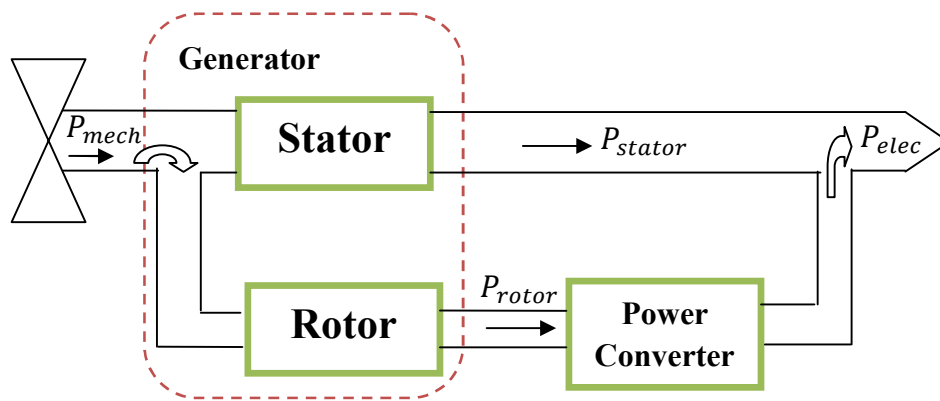 Generator
P_mech
Stator
P_stator
P_elec
P_rotor
Rotor
Power
Converter